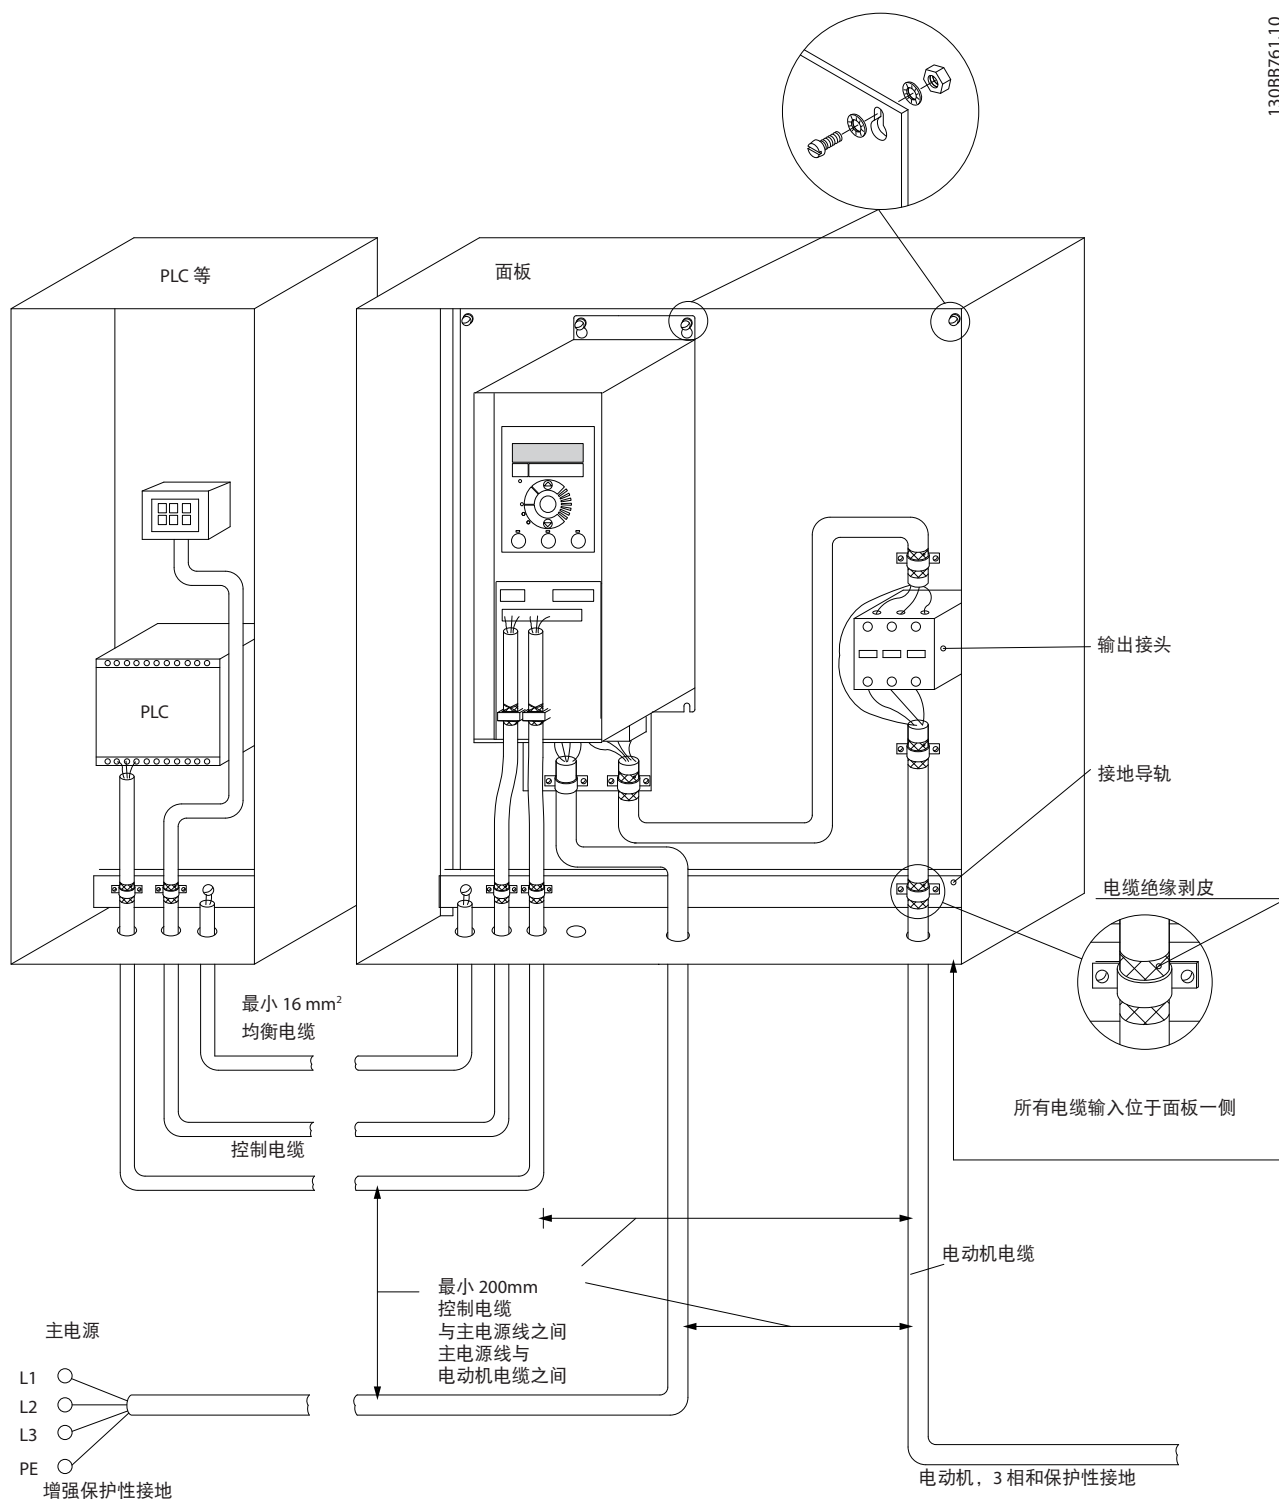 130BB761.10
PLC 等
面板
PLC
输出接头
接地导轨
电缆绝缘剥皮
最小 16 mm²
均衡电缆
所有电缆输入位于面板一侧
控制电缆
电动机电缆
最小 200mm
控制电缆
与主电源线之间
主电源线与
电动机电缆之间
主电源
L1
L2
L3
PE
增强保护性接地
电动机，3 相和保护性接地